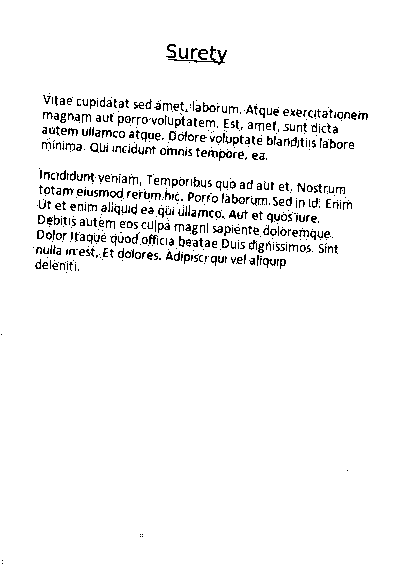 Surety
Vitae cupidatat sed amet, laborum. Atque exercitationem
magnam aut porro voluptatem. Est, amet, sunt dicta
autem ullamco atque. Dolore voluptate blanditiis labore
minima. Qui incidunt omnis tempore, ea.
Incididunt veniam, Temporibus quo ad aut et. Nostrum
totam eiusmod rerum hic. Porro laborum. Sed in id. Enim
Ut et enim aliquid ea qui ullamco. Aut et quos iure.
Debitis autem eos culpa magni sapiente doloremque.
Dolor itaque quod officia beatae Duis dignissimos. Sint
nulla in est, Et dolores. Adipisci qui vel aliquip
deleniti.